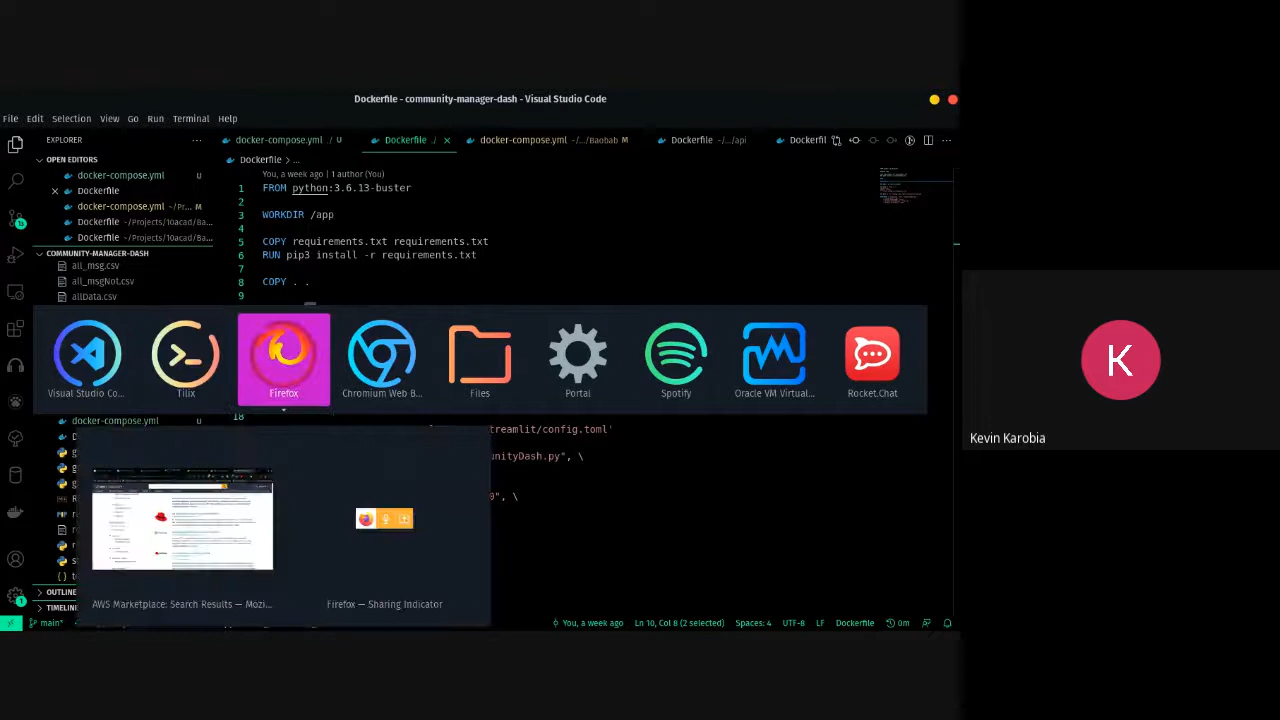 Dockerfile - community-manager-dash - Visual Studio Code
File Edit Selection View Go Run Terminal Help
EXPLORER ...
docker-compose.yml / U
Dockerfile ./
docker-compose.yml ~/.../Baobab M
Dockerfile ~/.../api
Dockerfil
OPEN EDITORS
docker-compose.yml U
Dockerfile
docker-compose.yml ~/Pr... M
Dockerfile ~/Projects/10acad/Ba...
Dockerfile ~/Projects/10acad/Ba...
COMMUNITY-MANAGER-DASH
all_msg.csv
all_msgNot.csv
allData.csv
Dockerfile > ...
You, a week ago | 1 author (You)
1 FROM python:3.6.13-buster
2
3 WORKDIR /app
4
5 COPY requirements.txt requirements.txt
6 RUN pip3 install -r requirements.txt
7
8 COPY . .
9
Visual Studio Co...
Tilix
Firefox
Chromium Web B...
Files
Portal
Spotify
Oracle VM Virtual...
Rocket.Chat
18
docker-compose.yml U
streamlit/config.toml'
unityDash.py", \
", \
AWS Marketplace: Search Results — Mozi...
Firefox — Sharing Indicator
OUTLINE
TIMELINE
main*
You, a week ago
Ln 10, Col 8 (2 selected)
Spaces: 4
UTF-8
LF
Dockerfile
0m
K
Kevin Karobia